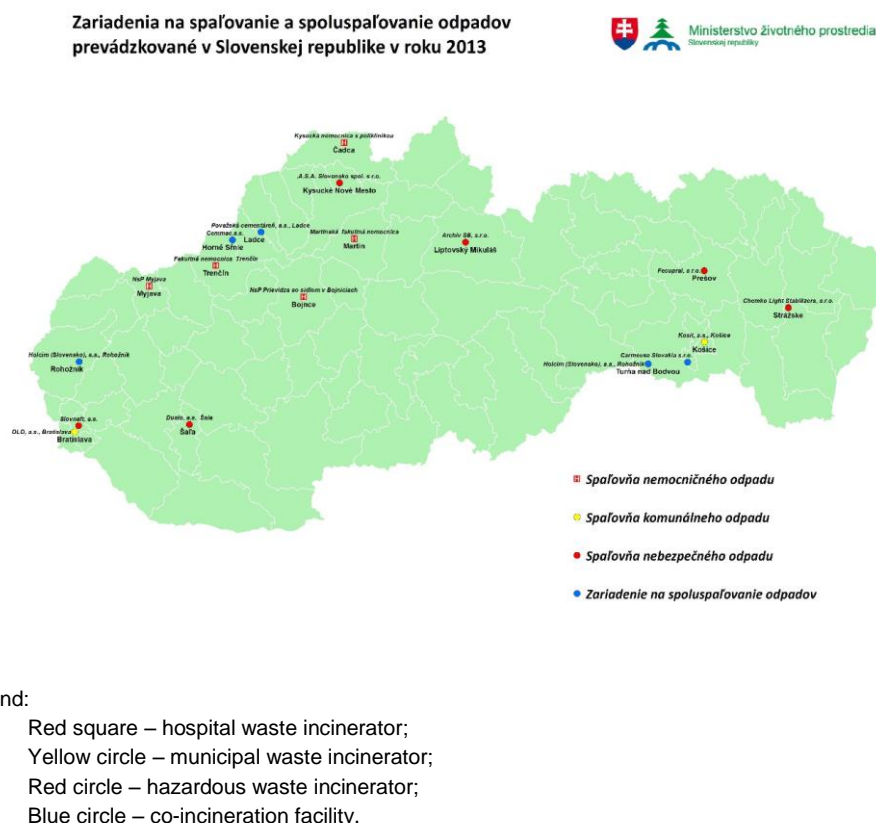 Zariadenia na spaľovanie a spoluspaľovanie odpadov
prevádzkované v Slovenskej republike v roku 2013
Ministerstvo životného prostredia
Slovenskej republiky
Kysucká nemocnica s poliklinikou
H
Čadca
.A.S.A. Slovensko spol. s r.o.
Kysucké Nové Mesto
Považská cementáreň, a.s., Ladce
Cemmac a.s.
Ladce
Horné Sŕnie
Martinská fakultná nemocnica
H
Martin
Archív SB, s.r.o.
Liptovský Mikuláš
Fakultná nemocnica Trenčín
H
Trenčín
NsP Myjava
H
Myjava
NsP Prievidza so sídlom v Bojniciach
H
Bojnce
Fecupral, s.r.o.
Prešov
Chemko Light Stabilizers, s.r.o.
Strážske
Kosit, a.s., Košice
Košice
Carmeuse Slovakia s.r.o.
Holcim (Slovensko), a.s., Rohožník
Turňa nad Bodvou
Holcim (Slovensko), a.s., Rohožník
Rohožník
Slovnaft, a.s.
OLO, a.s., Bratislava
Bratislava
Duslo, a.s. Šaľa
Šaľa
H Spaľovňa nemocničného odpadu
Spaľovňa komunálneho odpadu
Spaľovňa nebezpečného odpadu
Zariadenie na spoluspaľovanie odpadov
nd:
Red square – hospital waste incinerator;
Yellow circle – municipal waste incinerator;
Red circle – hazardous waste incinerator;
Blue circle – co-incineration facility.